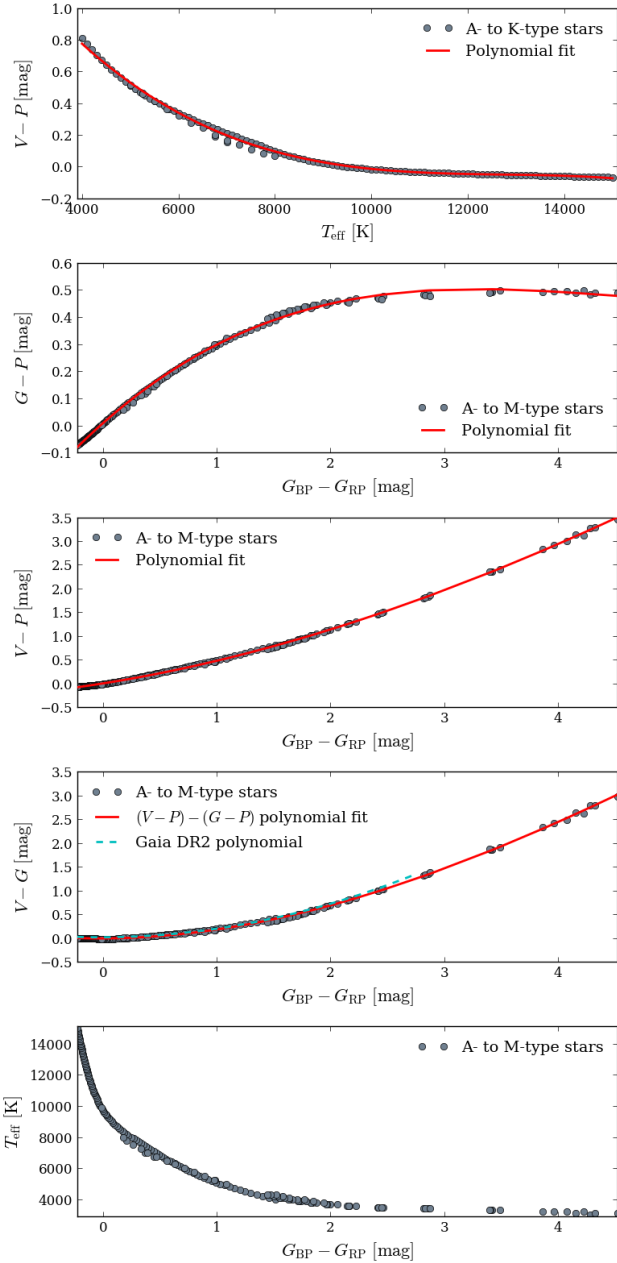 1.0
0.8
0.6
0.4
0.2
0.0
−0.2
V − P [mag]
A- to K-type stars
Polynomial fit
4000 6000 8000 10000 12000 14000
T_eff [K]
0.6
0.5
0.4
0.3
0.2
0.1
0.0
−0.1
G − P [mag]
A- to M-type stars
Polynomial fit
0 1 2 3 4
G_BP − G_RP [mag]
3.5
3.0
2.5
2.0
1.5
1.0
0.5
0.0
−0.5
V − P [mag]
A- to M-type stars
Polynomial fit
0 1 2 3 4
G_BP − G_RP [mag]
3.5
3.0
2.5
2.0
1.5
1.0
0.5
0.0
−0.5
V − G [mag]
A- to M-type stars
(V − P) − (G − P) polynomial fit
Gaia DR2 polynomial
0 1 2 3 4
G_BP − G_RP [mag]
14000
12000
10000
8000
6000
4000
T_eff [K]
A- to M-type stars
0 1 2 3 4
G_BP − G_RP [mag]